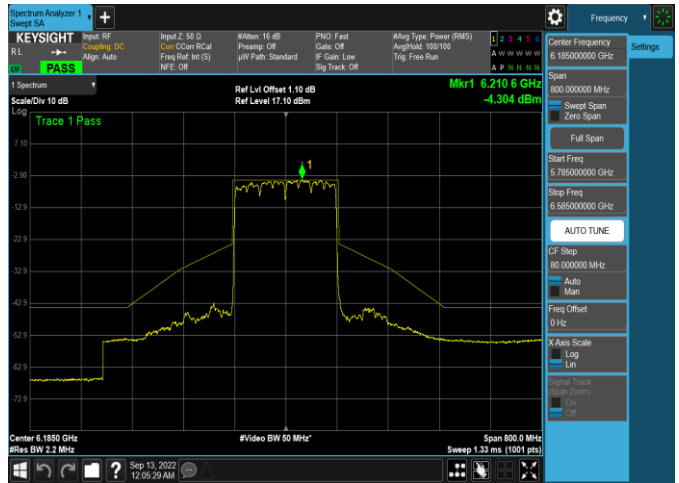 Spectrum Analyzer 1
Swept SA
Frequency
KEYSIGHT
RL
PASS
Input: RF
Coupling: DC
Align: Auto
Input Z: 50 Ω
Corr CCorr RCal
Freq Ref: Int (S)
NFE: Off
#Atten: 16 dB
Preamp: Off
µW Path: Standard
PNO: Fast
Gate: Off
IF Gain: Low
Sig Track: Off
#Avg Type: Power (RMS)
Avg|Hold: 100/100
Trig: Free Run
1 2 3 4 5 6
A W W W W W
A P N N N N
1 Spectrum
Scale/Div 10 dB
Log
Ref Lvl Offset 1.10 dB
Ref Level 17.10 dBm
Mkr1 6.210 6 GHz
-4.304 dBm
Trace 1 Pass
1
7.10
-2.90
-12.9
-22.9
-32.9
-42.9
-52.9
-62.9
-72.9
Center 6.1850 GHz
#Res BW 2.2 MHz
#Video BW 50 MHz*
Span 800.0 MHz
Sweep 1.33 ms (1001 pts)
Sep 13, 2022
12:05:29 AM
Center Frequency
6.185000000 GHz
Settings
Span
800.000000 MHz
Swept Span
Zero Span
Full Span
Start Freq
5.785000000 GHz
Stop Freq
6.585000000 GHz
AUTO TUNE
CF Step
80.000000 MHz
Auto
Man
Freq Offset
0 Hz
X Axis Scale
Log
Lin
Signal Track
(Span Zoom)
On
Off